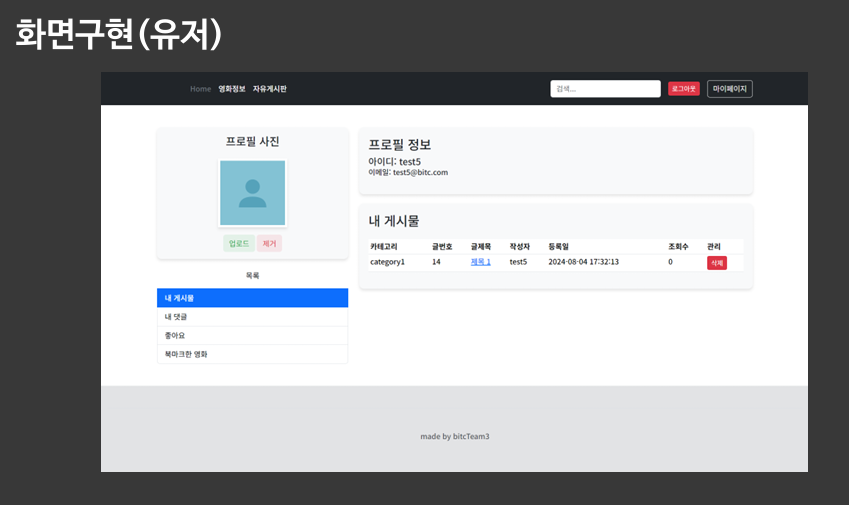 화면구현(유저)
Home 영화정보 자유게시판 검색... 로그아웃 마이페이지
프로필 사진
업로드 제거
목록
내 게시물
내 댓글
좋아요
북마크한 영화
프로필 정보
아이디: test5
이메일: test5@bitc.com
내 게시물
카테고리 글번호 글제목 작성자 등록일 조회수 관리
category1 14 제목 1 test5 2024-08-04 17:32:13 0 삭제
made by bitcTeam3